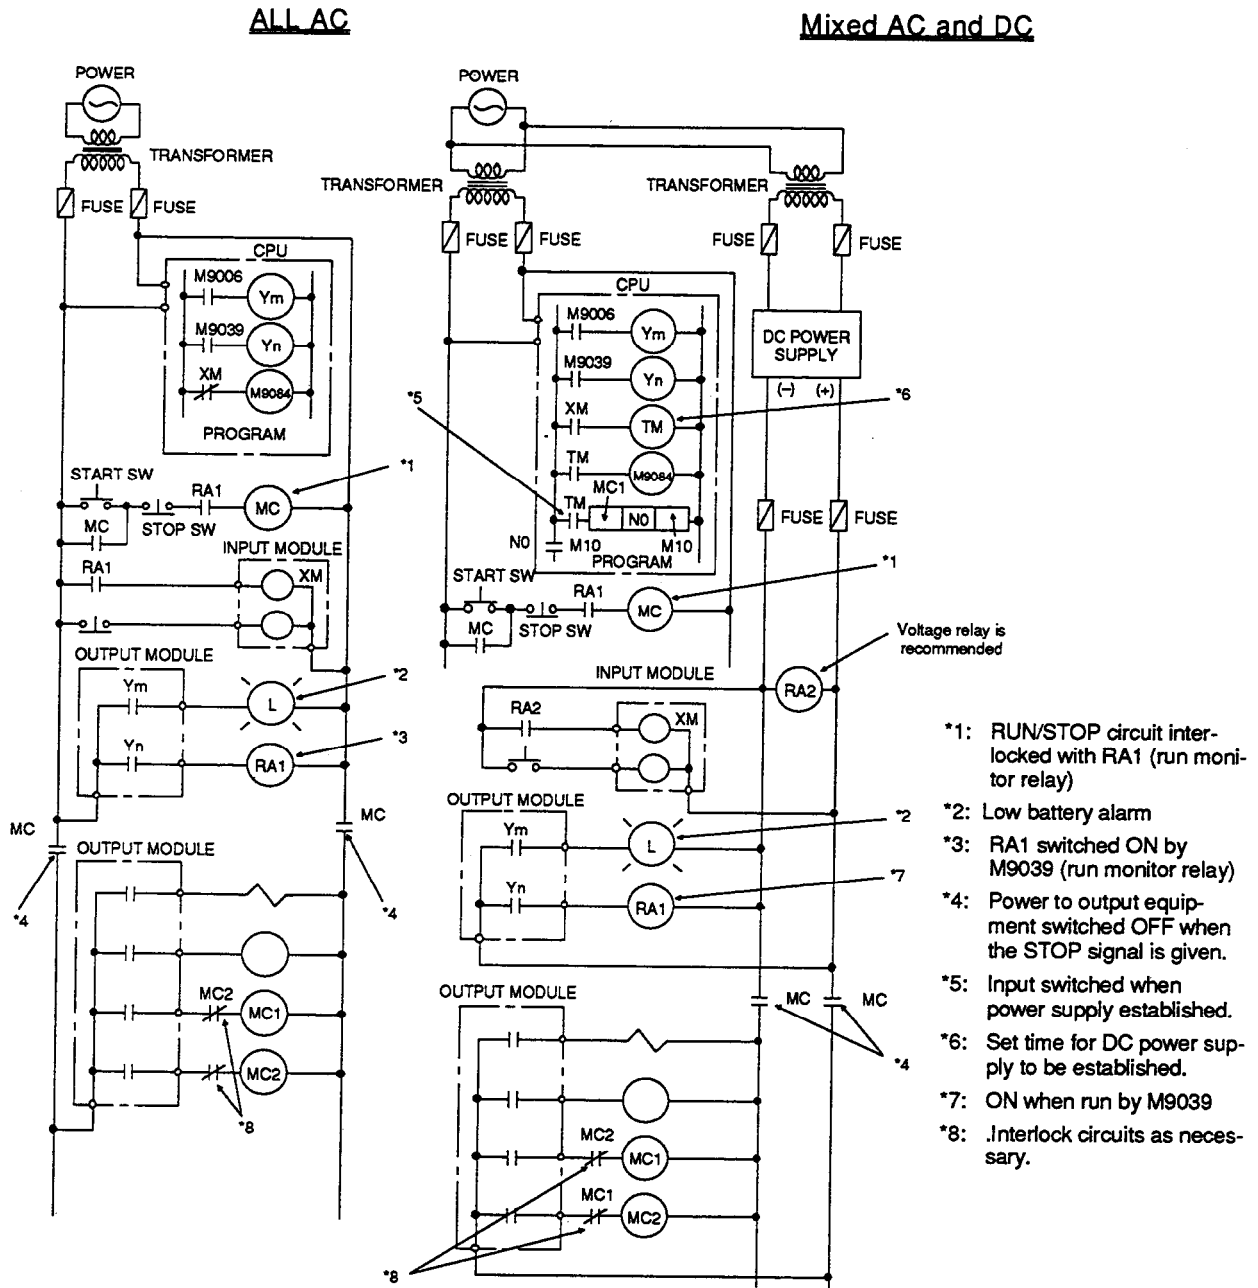 ALL AC
POWER
TRANSFORMER
FUSE
FUSE
CPU
M9006
Ym
M9039
Yn
XM
M9084
PROGRAM
START SW
RA1
MC
*1
STOP SW
MC
INPUT MODULE
RA1
XM
OUTPUT MODULE
Ym
L
*2
Yn
RA1
*3
MC
MC
OUTPUT MODULE
*4
*4
MC2
MC1
MC2
*8
Mixed AC and DC
POWER
TRANSFORMER
TRANSFORMER
FUSE
FUSE
FUSE
FUSE
CPU
M9006
Ym
M9039
Yn
DC POWER
SUPPLY
(–)
(+)
*5
XM
TM
*6
TM
M9084
MC1
TM
N0
FUSE
FUSE
N0
M10
M10
PROGRAM
START SW
RA1
MC
*1
MC
STOP SW
Voltage relay is
recommended
INPUT MODULE
RA2
RA2
XM
OUTPUT MODULE
Ym
L
*2
Yn
RA1
*7
OUTPUT MODULE
MC
MC
*4
MC2
MC1
MC1
MC2
*8
*1: RUN/STOP circuit inter-
locked with RA1 (run moni-
tor relay)
*2: Low battery alarm
*3: RA1 switched ON by
M9039 (run monitor relay)
*4: Power to output equip-
ment switched OFF when
the STOP signal is given.
*5: Input switched when
power supply established.
*6: Set time for DC power sup-
ply to be established.
*7: ON when run by M9039
*8: .Interlock circuits as neces-
sary.